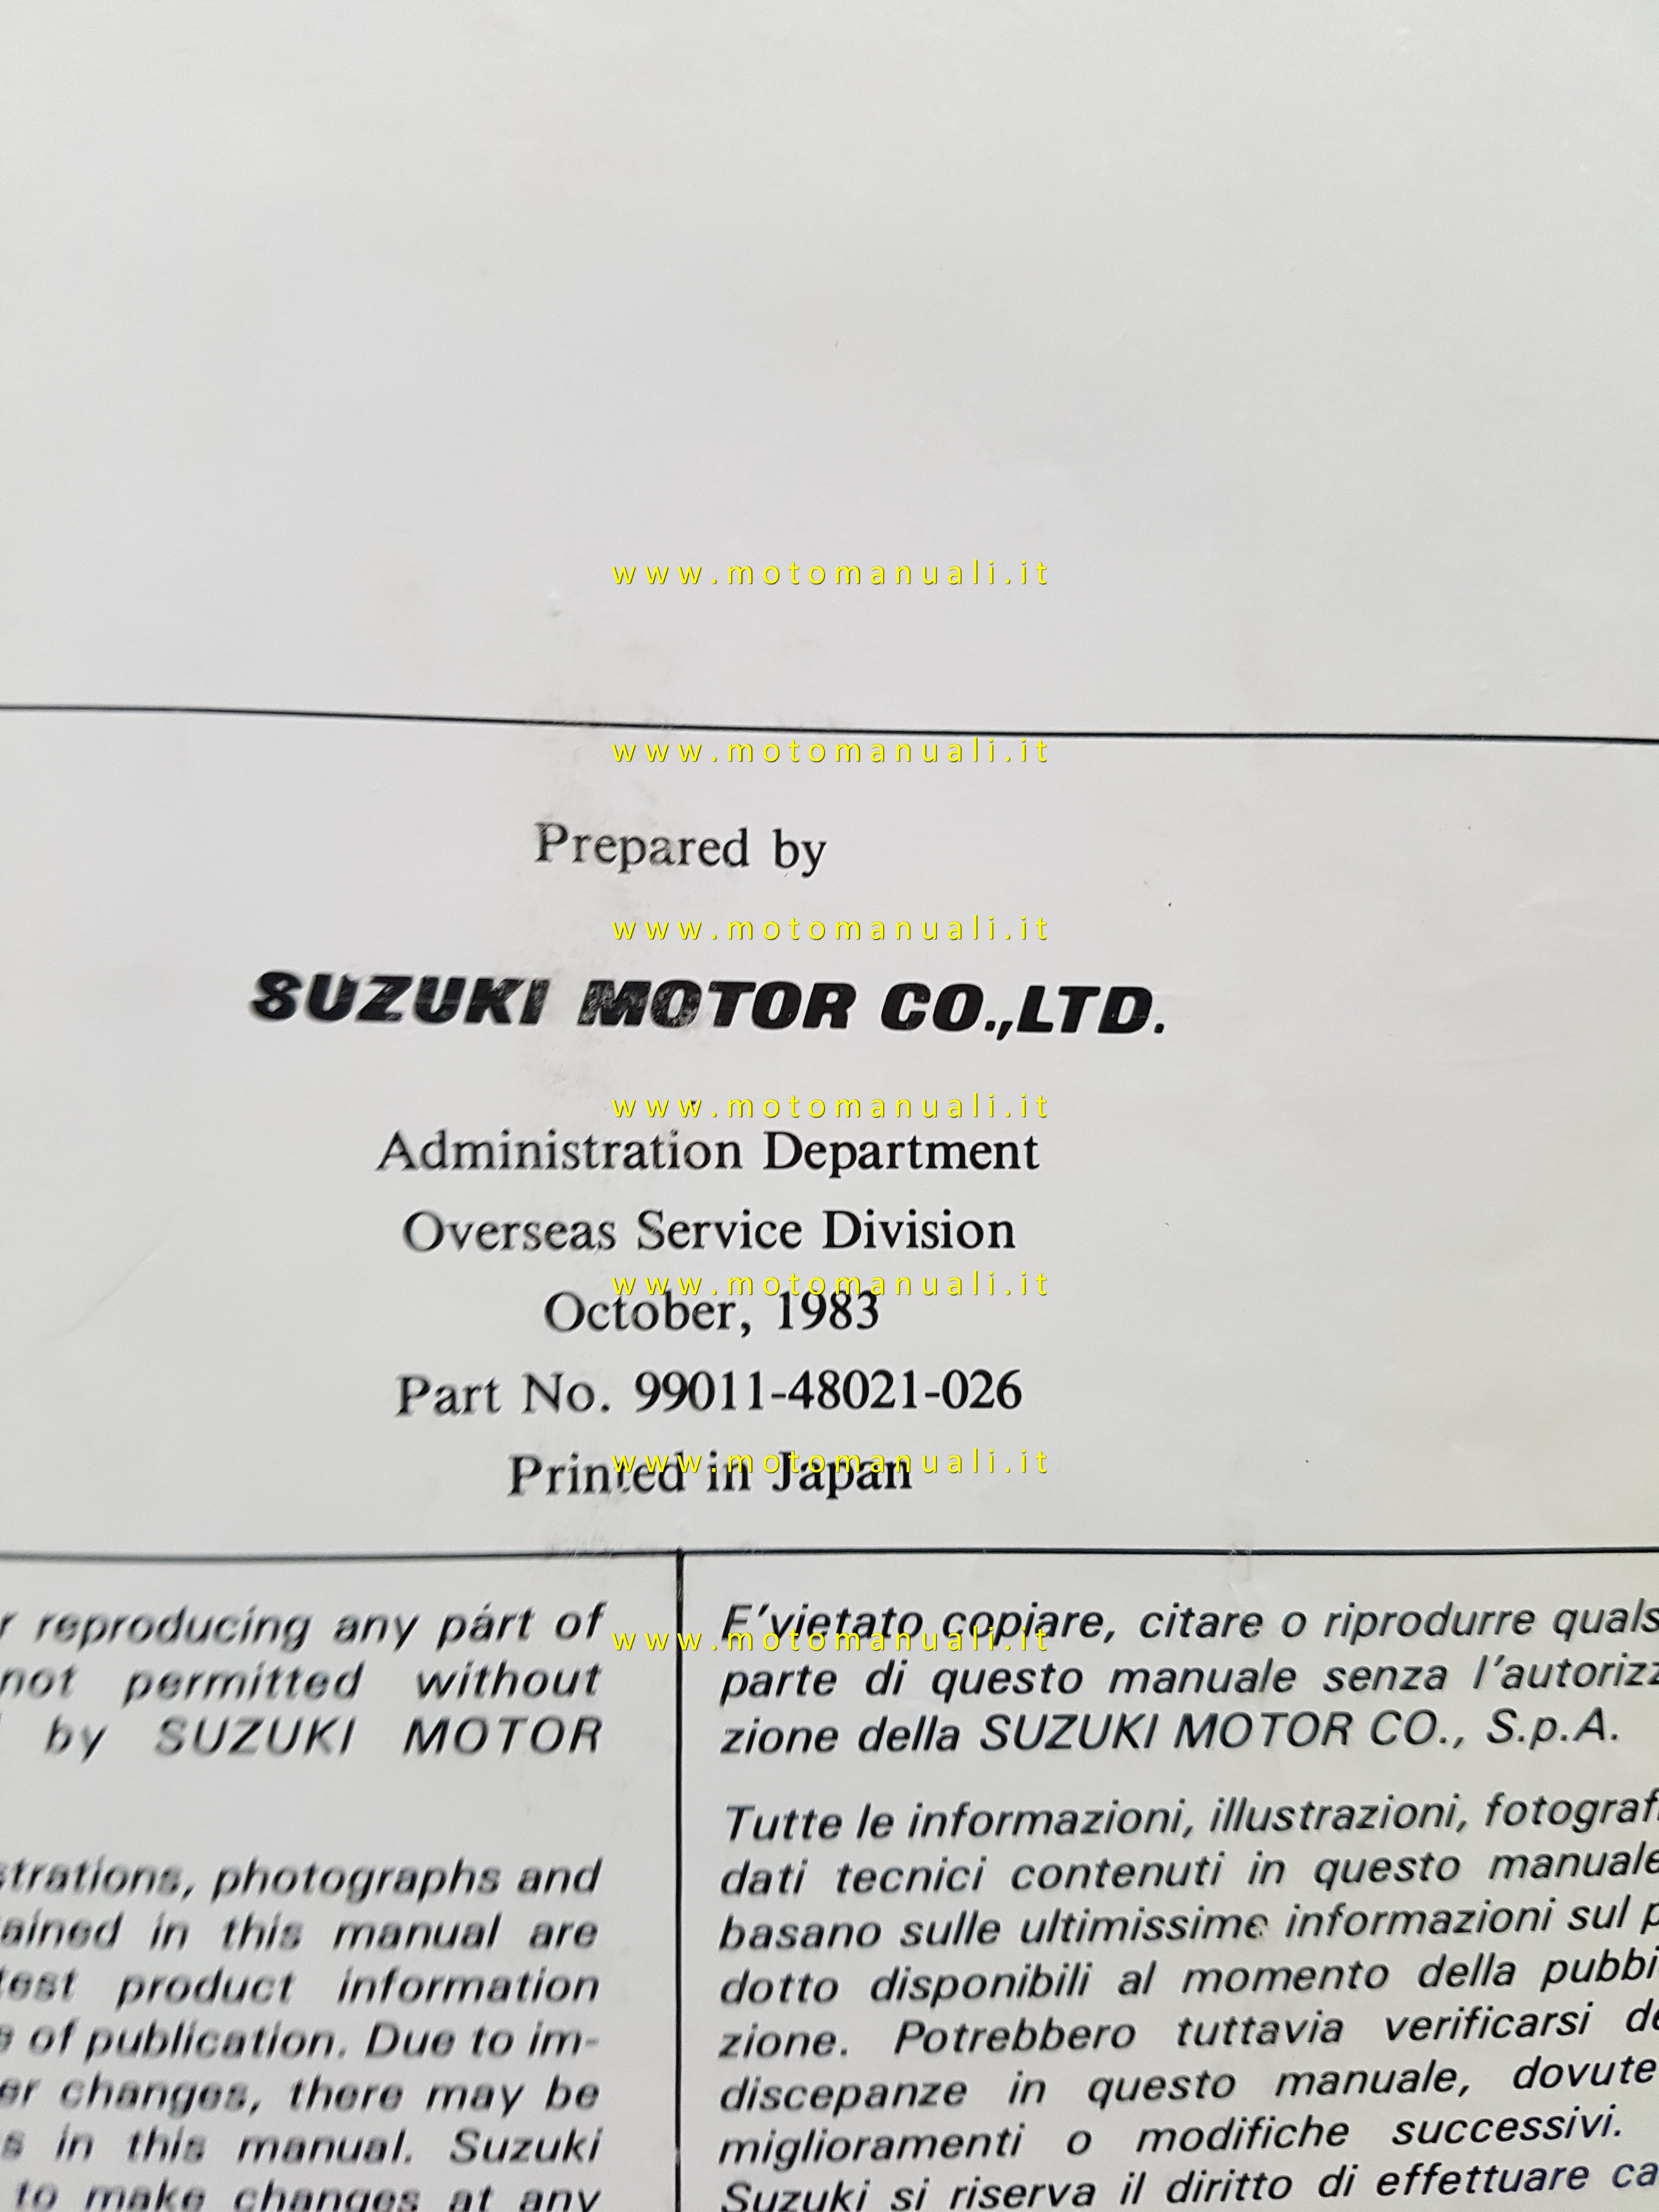 www.motomanuali.it
www.motomanuali.it
Prepared by
www.motomanuali.it
SUZUKI MOTOR CO.,LTD.
www.motomanuali.it
Administration Department
Overseas Service Division
www.motomanuali.it
October, 1983
Part No. 99011-48021-026
www.motomanuali.it
Printed in Japan
www.motomanuali.it
reproducing any part of
not permitted without
by SUZUKI MOTOR
photographs and
in this manual are
product information
of publication. Due to im-
changes, there may be
in this manual. Suzuki
to make changes at any
E'vietato copiare, citare o riprodurre quals
parte di questo manuale senza l'autorizz
zione della SUZUKI MOTOR CO., S.p.A.
Tutte le informazioni, illustrazioni, fotograf
dati tecnici contenuti in questo manuale
basano sulle ultimissime informazioni sul p
dotto disponibili al momento della pubbi
zione. Potrebbero tuttavia verificarsi de
discepanze in questo manuale, dovute
miglioramenti o modifiche successivi.
Suzuki si riserva il diritto di effettuare ca